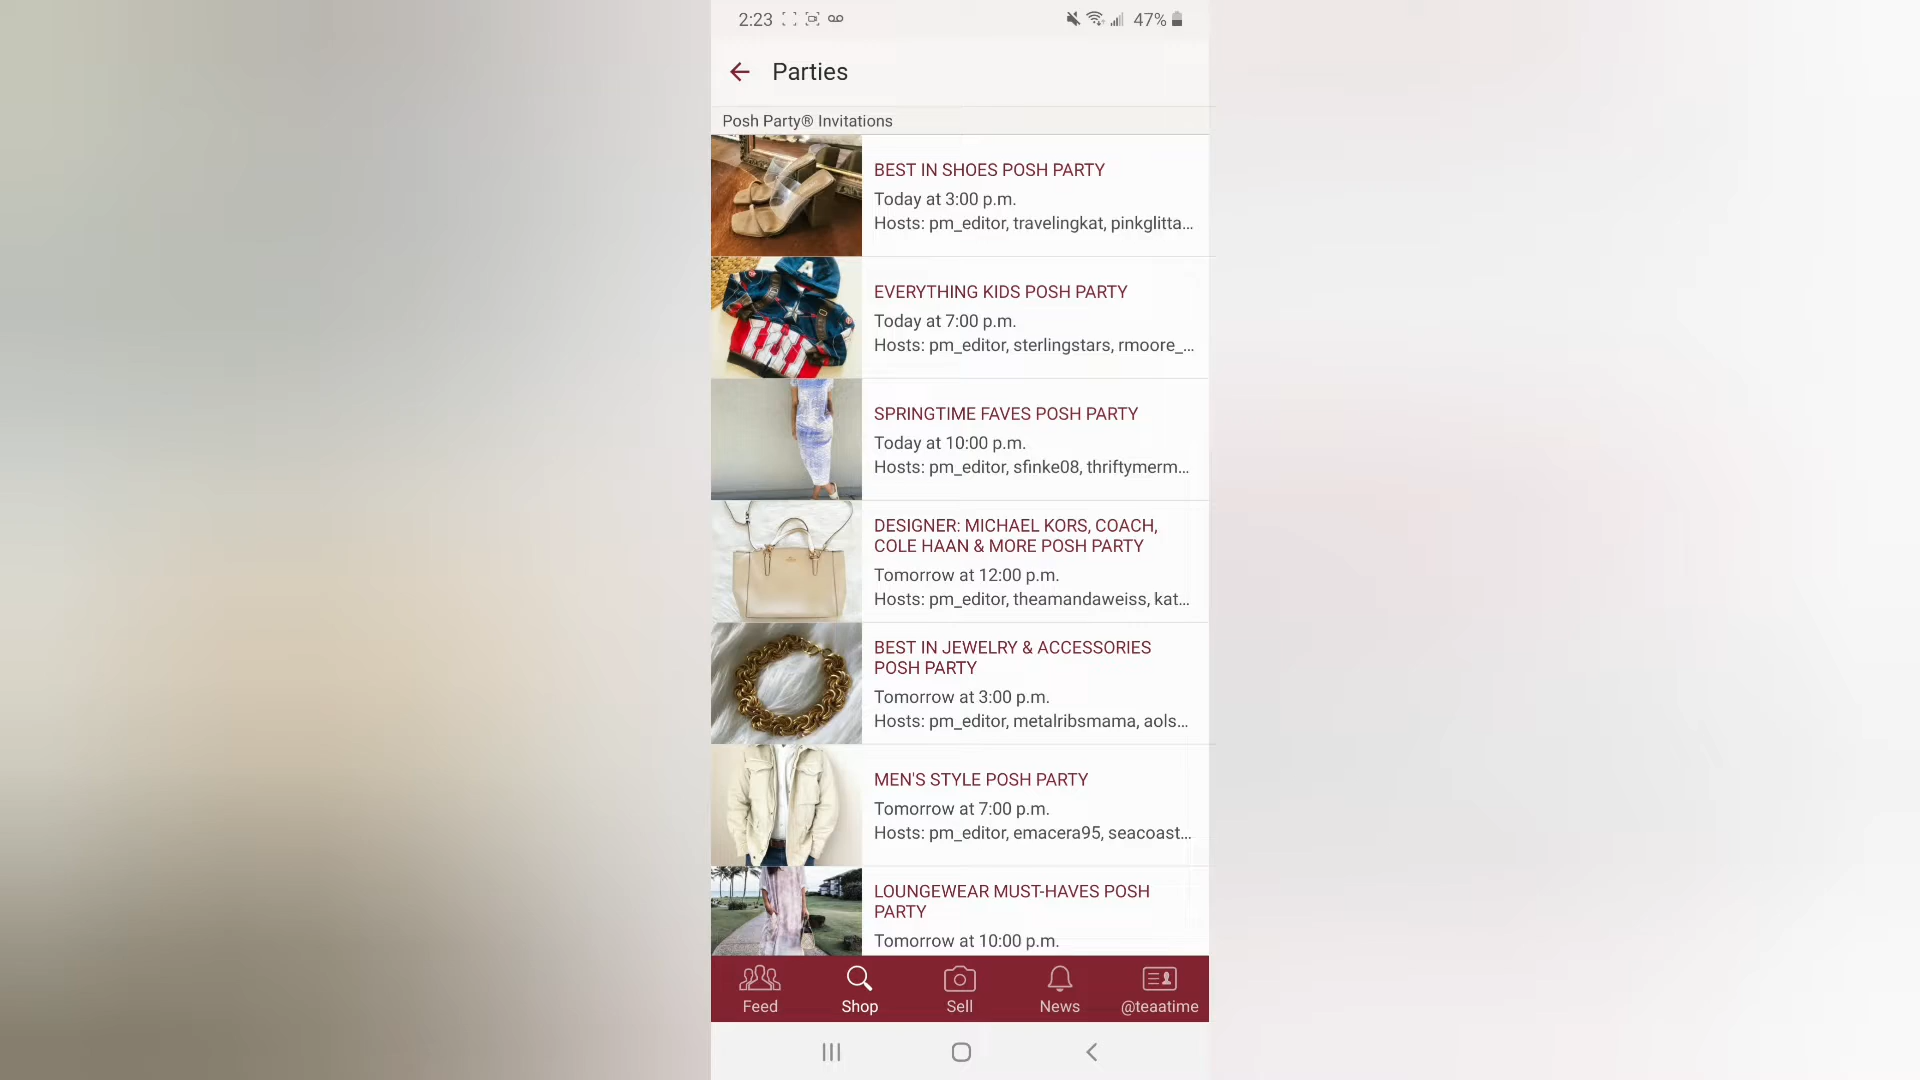 2:23
47%
Parties
Posh Party® Invitations
BEST IN SHOES POSH PARTY
Today at 3:00 p.m.
Hosts: pm_editor, travelingkat, pinkglitta...
EVERYTHING KIDS POSH PARTY
Today at 7:00 p.m.
Hosts: pm_editor, sterlingstars, rmoore_...
SPRINGTIME FAVES POSH PARTY
Today at 10:00 p.m.
Hosts: pm_editor, sfinke08, thriftymerm...
DESIGNER: MICHAEL KORS, COACH,
COLE HAAN & MORE POSH PARTY
Tomorrow at 12:00 p.m.
Hosts: pm_editor, theamandaweiss, kat...
BEST IN JEWELRY & ACCESSORIES
POSH PARTY
Tomorrow at 3:00 p.m.
Hosts: pm_editor, metalribsmama, aols...
MEN'S STYLE POSH PARTY
Tomorrow at 7:00 p.m.
Hosts: pm_editor, emacera95, seacoast...
LOUNGEWEAR MUST-HAVES POSH
PARTY
Tomorrow at 10:00 p.m.
Feed
Shop
Sell
News
@teaatime